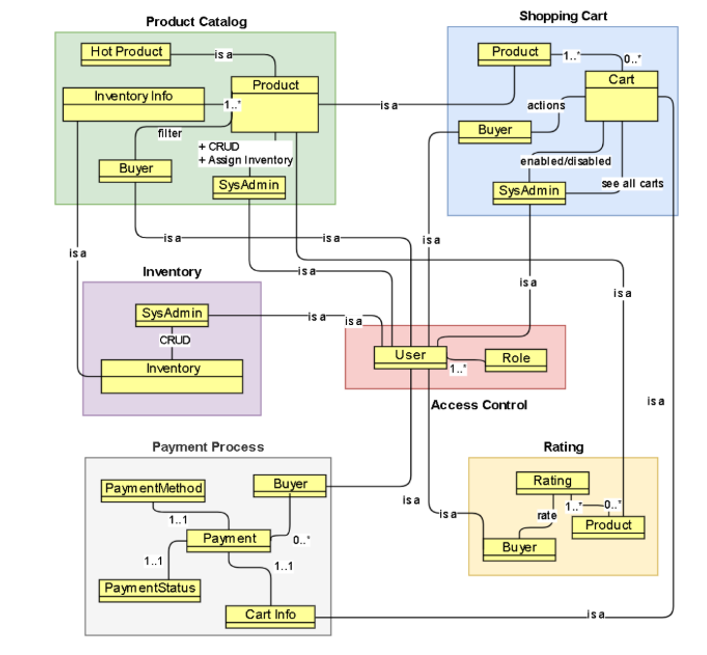 Product Catalog
Hot Product
is a
Product
Inventory Info
1..*
filter
+ CRUD
+ Assign Inventory
Buyer
SysAdmin
is a
Shopping Cart
Product
1..*
0..*
Cart
actions
Buyer
enabled/disabled
SysAdmin
see all carts
is a
is a
is a
is a
is a
is a
is a
Inventory
SysAdmin
is a
is a
CRUD
Inventory
User
1..*
Role
Access Control
is a
Payment Process
PaymentMethod
Buyer
1..1
Payment
0..*
1..1
1..1
PaymentStatus
Cart Info
is a
is a
is a
Rating
Rating
1..*
0..*
rate
Product
Buyer